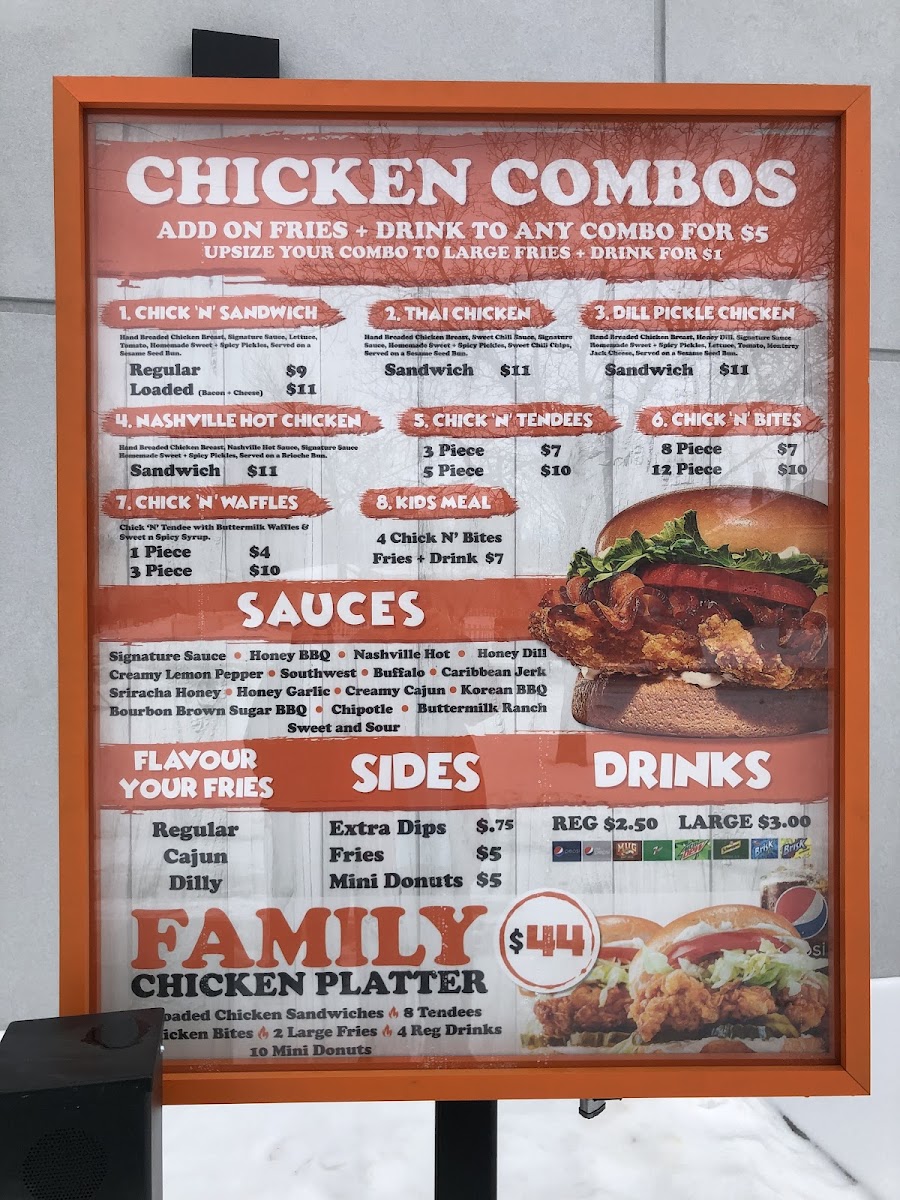 CHICKEN COMBOS
ADD ON FRIES + DRINK TO ANY COMBO FOR $5
UPSIZE YOUR COMBO TO LARGE FRIES + DRINK FOR $1
1. CHICK 'N' SANDWICH
Hand Breaded Chicken Breast, Signature Sauce, Lettuce,
Tomato, Homemade Sweet + Spicy Pickles, Served on a
Sesame Seed Bun.
Regular $9
Loaded (Bacon + Cheese) $11
2. THAI CHICKEN
Hand Breaded Chicken Breast, Sweet Chili Sauce, Signature
Sauce, Homemade Sweet + Spicy Pickles, Sweet Chili Chips,
Served on a Sesame Seed Bun.
Sandwich $11
3. DILL PICKLE CHICKEN
Hand Breaded Chicken Breast, Honey Dill, Signature Sauce
Homemade Sweet + Spicy Pickles, Lettuce, Tomato, Monterey
Jack Cheese, Served on a Sesame Seed Bun.
Sandwich $11
4. NASHVILLE HOT CHICKEN
Hand Breaded Chicken Breast, Nashville Hot Sauce, Signature Sauce
Homemade Sweet + Spicy Pickles, Served on a Brioche Bun.
Sandwich $11
5. CHICK 'N' TENDEES
3 Piece $7
5 Piece $10
6. CHICK 'N' BITES
8 Piece $7
12 Piece $10
7. CHICK 'N' WAFFLES
Chick 'N' Tendee with Buttermilk Waffles &
Sweet n Spicy Syrup.
1 Piece $4
3 Piece $10
8. KIDS MEAL
4 Chick N' Bites
Fries + Drink $7
SAUCES
Signature Sauce • Honey BBQ • Nashville Hot • Honey Dill
Creamy Lemon Pepper • Southwest • Buffalo • Caribbean Jerk
Sriracha Honey • Honey Garlic • Creamy Cajun • Korean BBQ
Bourbon Brown Sugar BBQ • Chipotle • Buttermilk Ranch
Sweet and Sour
FLAVOUR
YOUR FRIES
Regular
Cajun
Dilly
SIDES
Extra Dips $.75
Fries $5
Mini Donuts $5
DRINKS
REG $2.50 LARGE $3.00
pepsi MUG 7 Brisk Brisk
FAMILY
CHICKEN PLATTER
$44
Chicken Sandwiches 8 Tendees
Bites 2 Large Fries 4 Reg Drinks
10 Mini Donuts